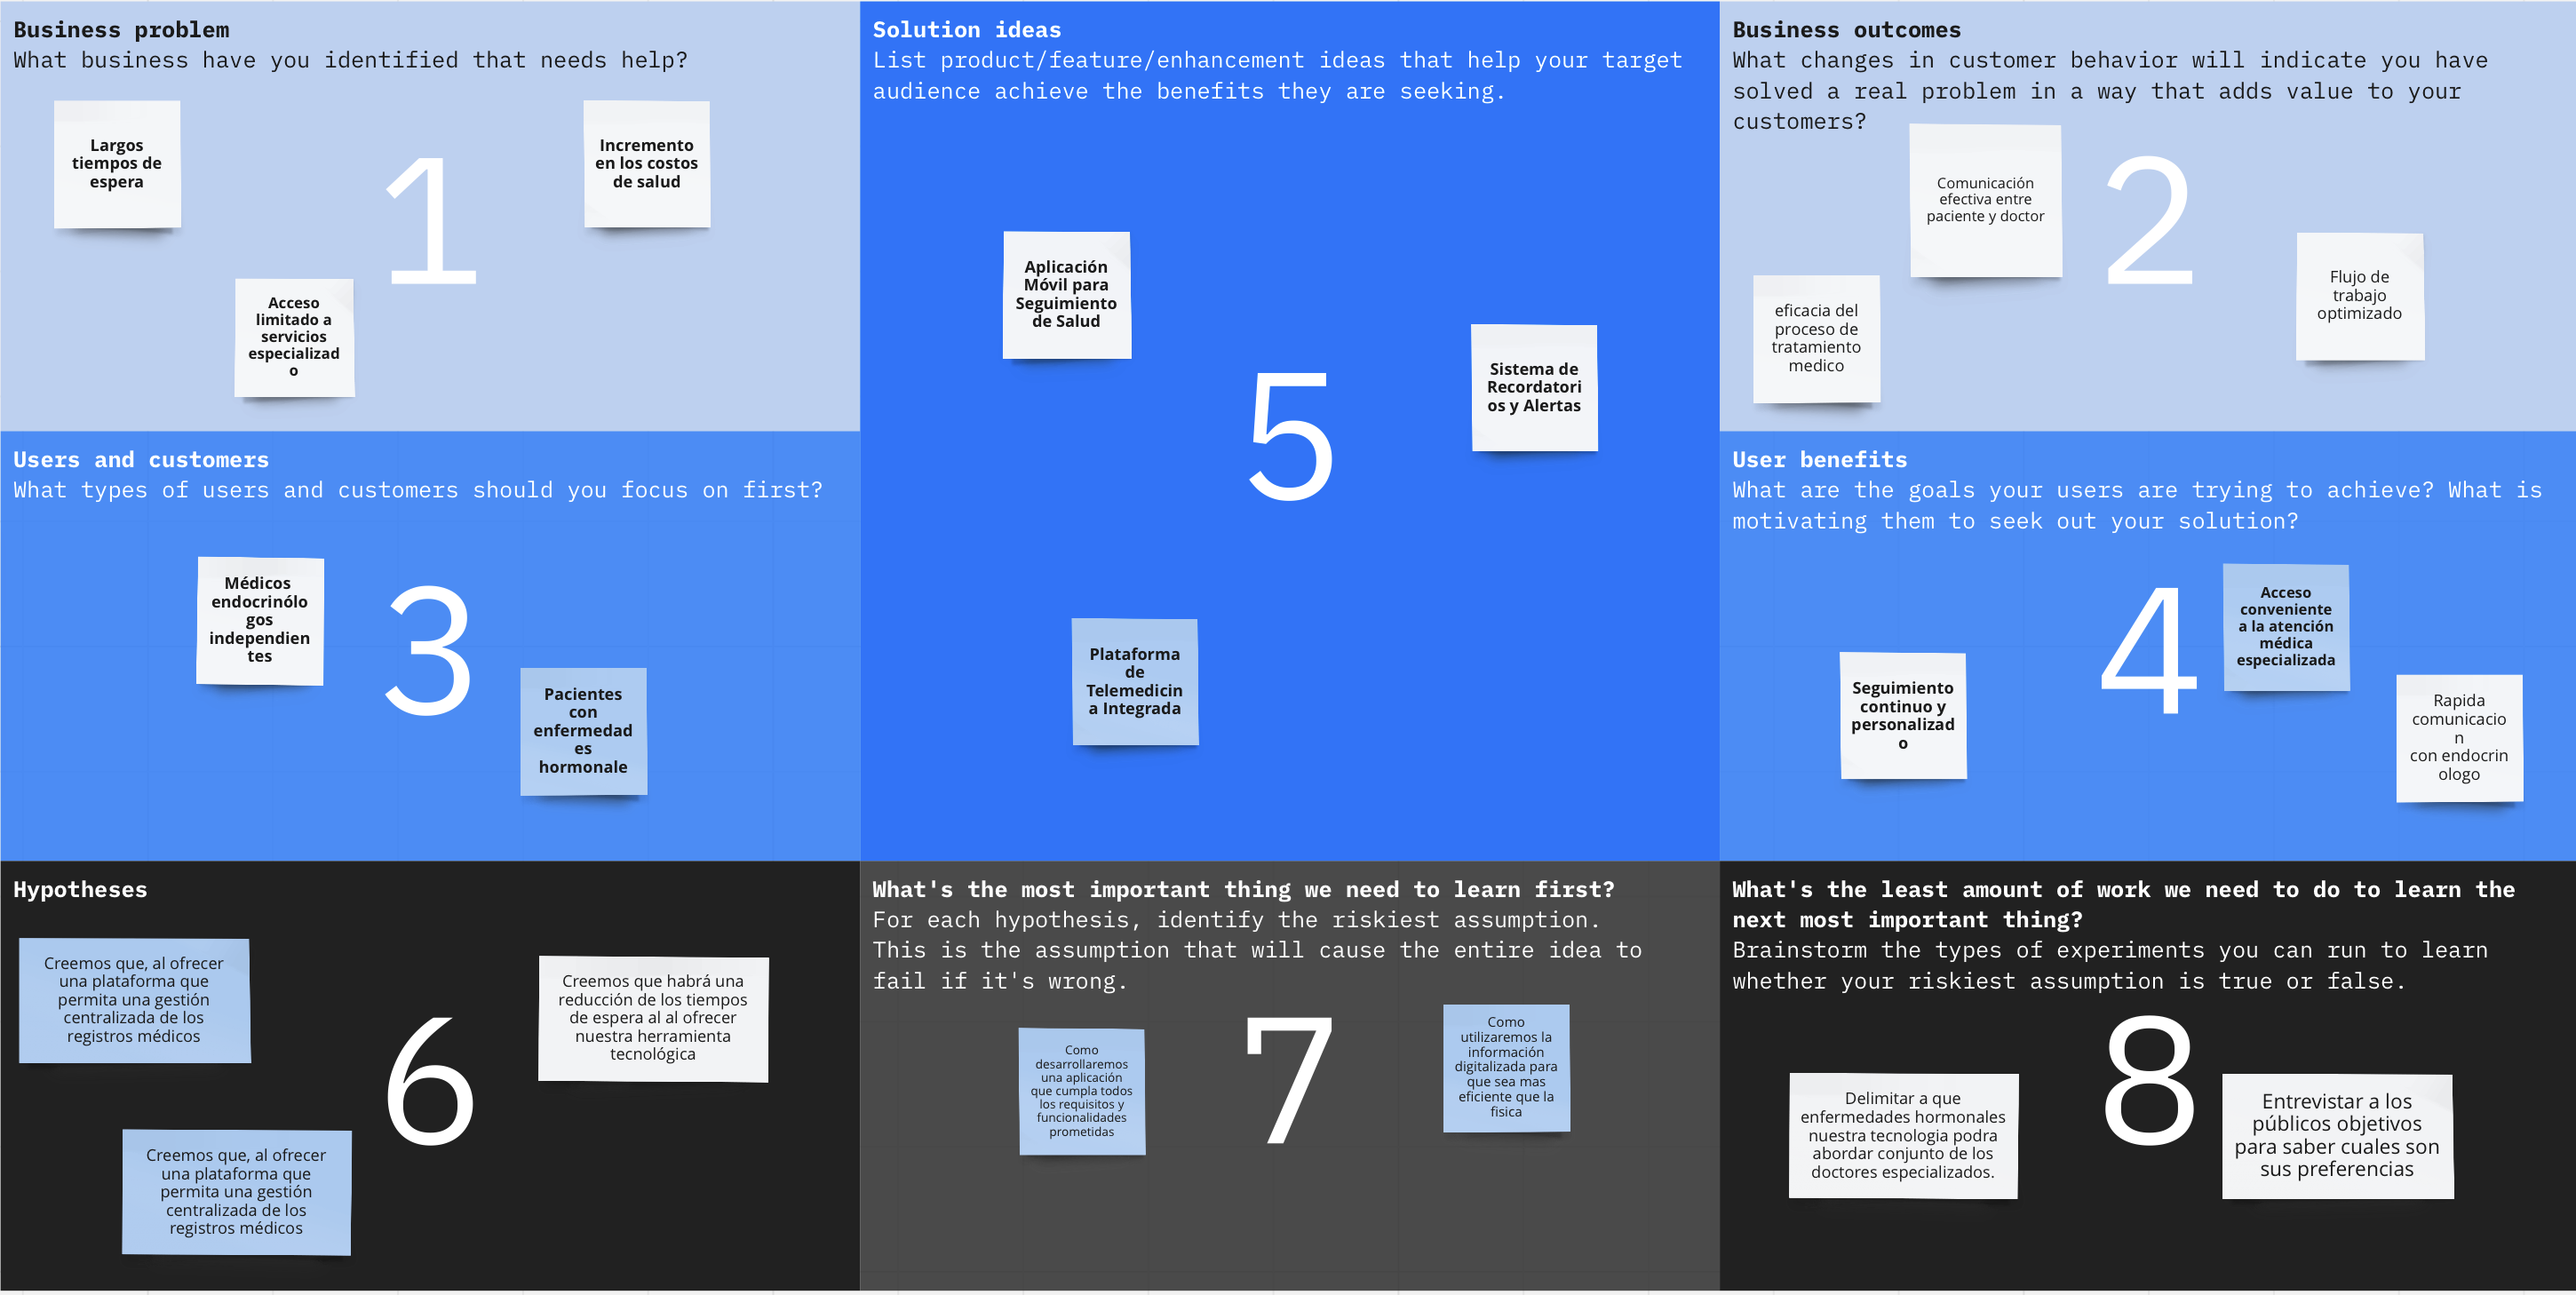 Business problem
What business have you identified that needs help?
Largos
tiempos de
espera
1
Incremento
en los costos
de salud
Acceso
limitado a
servicios
especializad
o
Solution ideas
List product/feature/enhancement ideas that help your target
audience achieve the benefits they are seeking.
Aplicación
Móvil para
Seguimiento
de Salud
5
Sistema de
Recordatori
os y Alertas
Plataforma
de
Telemedicin
a Integrada
Business outcomes
What changes in customer behavior will indicate you have
solved a real problem in a way that adds value to your
customers?
Comunicación
efectiva entre
paciente y doctor
2
eficacia del
proceso de
tratamiento
medico
Flujo de
trabajo
optimizado
Users and customers
What types of users and customers should you focus on first?
Médicos
endocrinólo
gos
independien
tes
3
Pacientes
con
enfermedad
es
hormonale
User benefits
What are the goals your users are trying to achieve? What is
motivating them to seek out your solution?
Seguimiento
continuo y
personalizad
o
4
Acceso
conveniente
a la atención
médica
especializada
Rapida
comunicacio
n
con endocrin
ologo
Hypotheses
Creemos que, al ofrecer
una plataforma que
permita una gestión
centralizada de los
registros médicos
6
Creemos que habrá una
reducción de los tiempos
de espera al al ofrecer
nuestra herramienta
tecnológica
Creemos que, al ofrecer
una plataforma que
permita una gestión
centralizada de los
registros médicos
What's the most important thing we need to learn first?
For each hypothesis, identify the riskiest assumption.
This is the assumption that will cause the entire idea to
fail if it's wrong.
Como
desarrollaremos
una aplicación
que cumpla todos
los requisitos y
funcionalidades
prometidas
7
Como
utilizaremos la
información
digitalizada para
que sea mas
eficiente que la
fisica
What's the least amount of work we need to do to learn the
next most important thing?
Brainstorm the types of experiments you can run to learn
whether your riskiest assumption is true or false.
Delimitar a que
enfermedades hormonales
nuestra tecnologia podra
abordar conjunto de los
doctores especializados.
8
Entrevistar a los
públicos objetivos
para saber cuales son
sus preferencias